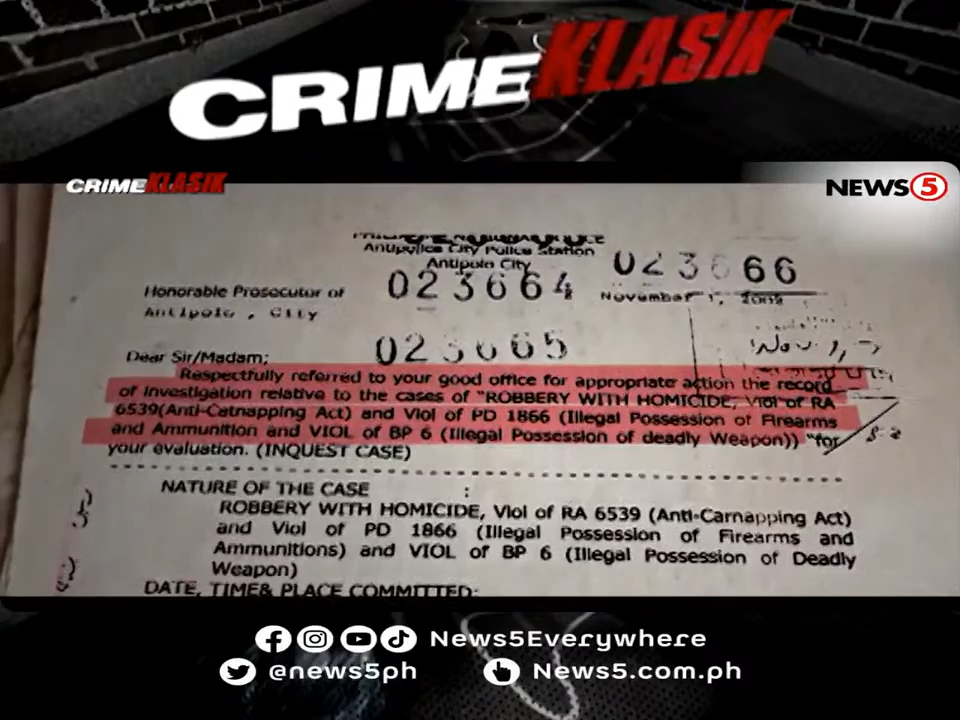 CRIMEKLASIK
CRIMEKLASIK
NEWS5
Antipolo City Police Station
Antipolo City
023664
023666
Honorable Prosecutor of
November 1,
Antipolo , City
023665
Nov 1,
Dear Sir/Madam;
Respectfully referred to your good office for appropriate action the record
of investigation relative to the cases of "ROBBERY WITH HOMICIDE, Viol of RA
6539(Anti-Catnapping Act) and Viol of PD 1866 (Illegal Possession of Firearms
and Ammunition and VIOL of BP 6 (Illegal Possession of deadly Weapon)) "for
your evaluation. (INQUEST CASE)
NATURE OF THE CASE :
ROBBERY WITH HOMICIDE, Viol of RA 6539 (Anti-Carnapping Act)
and Viol of PD 1866 (Illegal Possession of Firearms and
Ammunitions) and VIOL of BP 6 (Illegal Possession of Deadly
Weapon)
DATE, TIME& PLACE COMMITTED:
News5Everywhere
@news5ph News5.com.ph